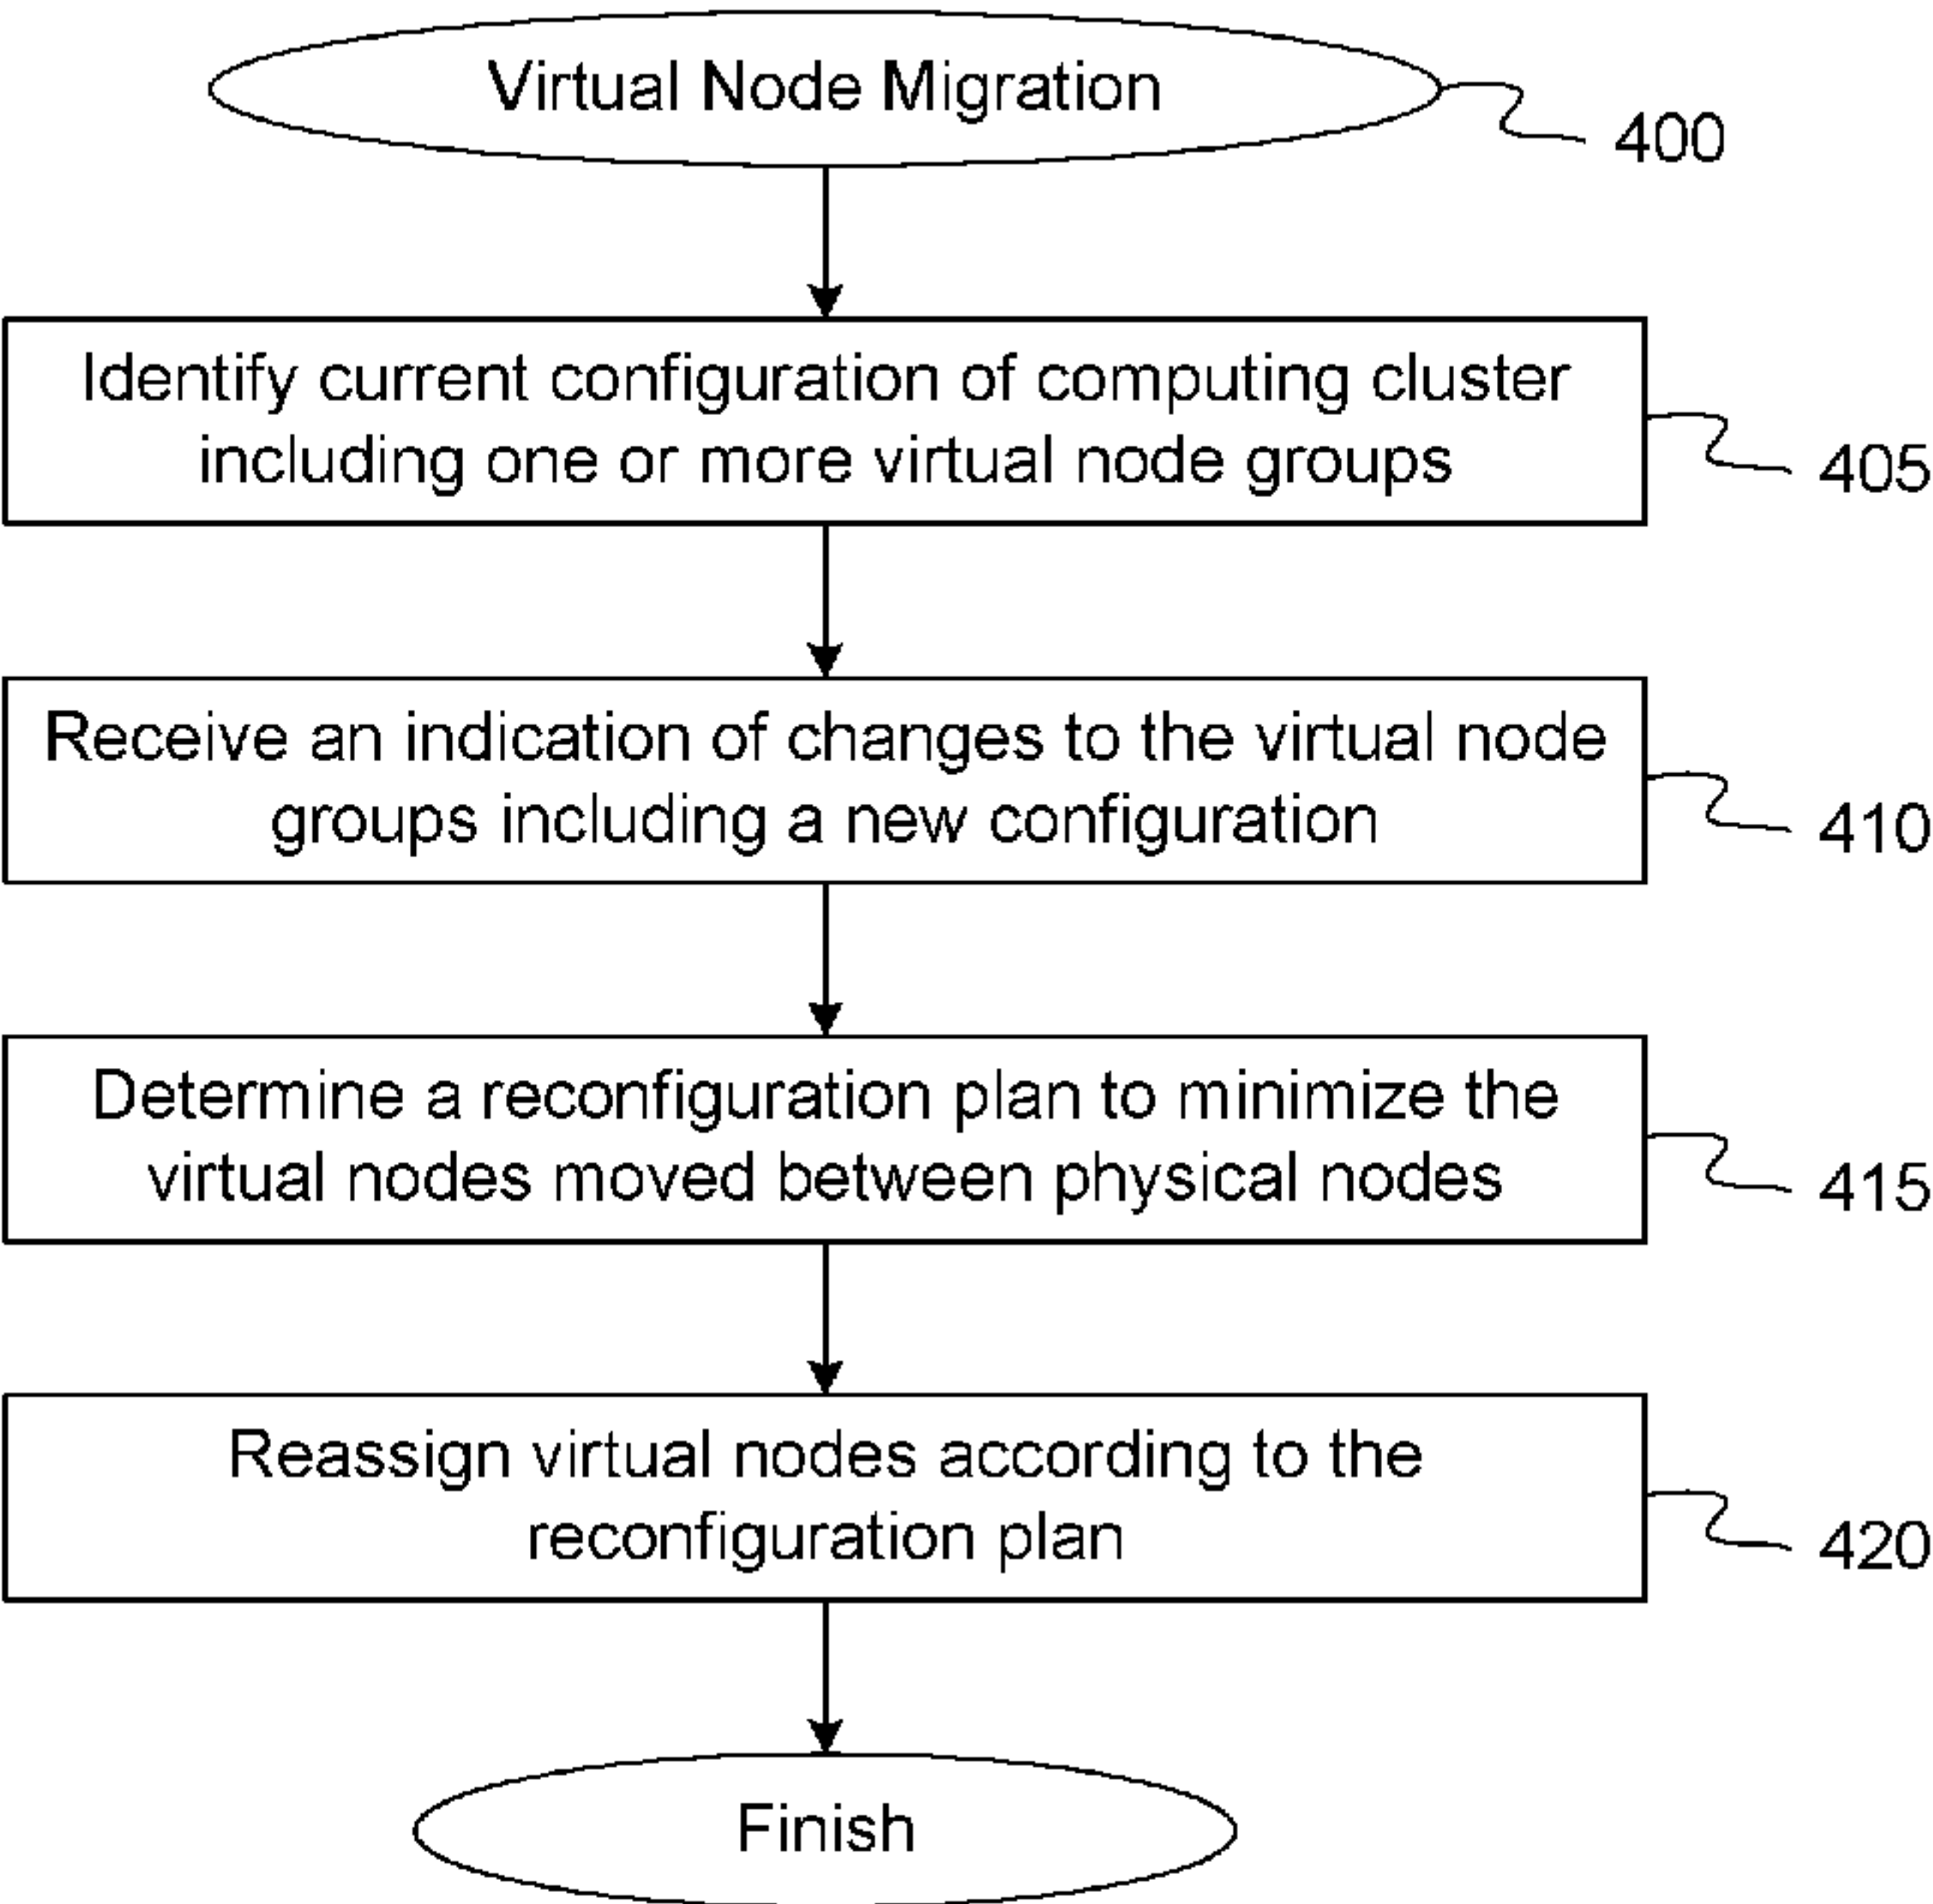 Virtual Node Migration
400
Identify current configuration of computing cluster
including one or more virtual node groups
405
Receive an indication of changes to the virtual node
groups including a new configuration
410
Determine a reconfiguration plan to minimize the
virtual nodes moved between physical nodes
415
Reassign virtual nodes according to the
reconfiguration plan
420
Finish